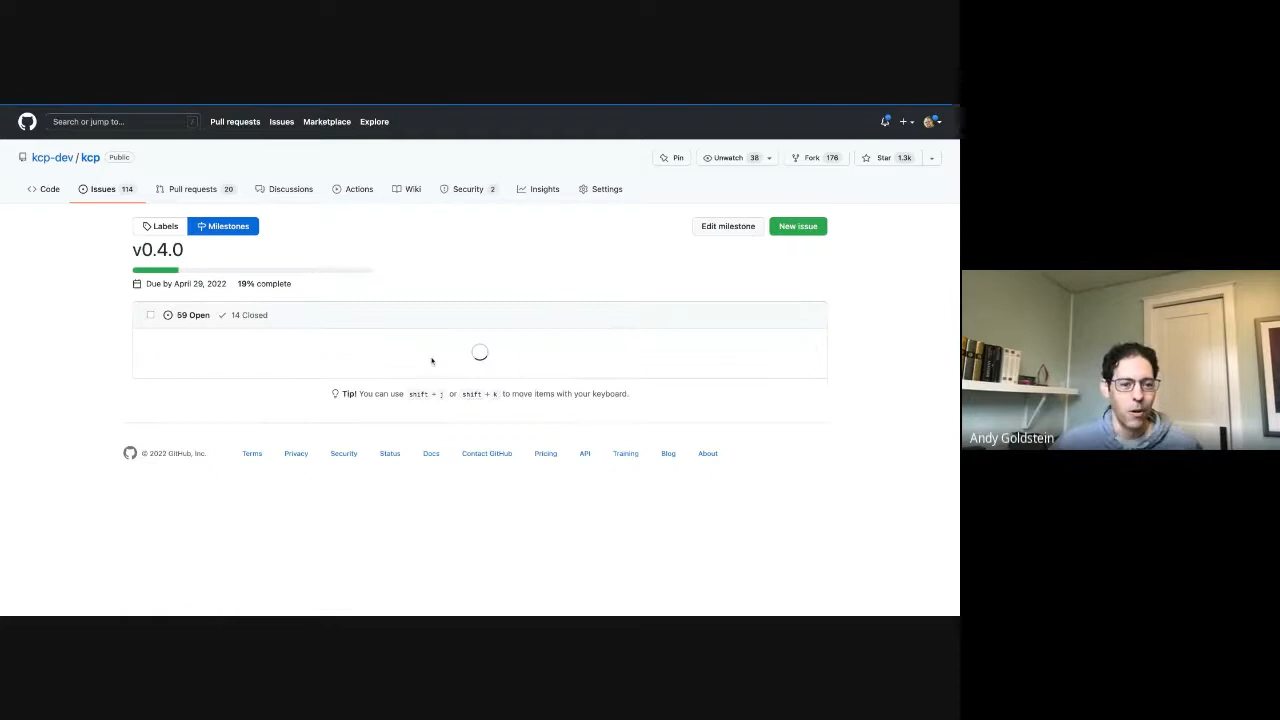 Search or jump to...
/
Pull requests
Issues
Marketplace
Explore
kcp-dev / kcp
Public
Pin
Unwatch 38
Fork 176
Star 1.3k
Code
Issues 114
Pull requests 20
Discussions
Actions
Wiki
Security 2
Insights
Settings
Labels
Milestones
Edit milestone
New issue
v0.4.0
Due by April 29, 2022 19% complete
59 Open 14 Closed
Tip! You can use shift + j or shift + k to move items with your keyboard.
© 2022 GitHub, Inc.
Terms
Privacy
Security
Status
Docs
Contact GitHub
Pricing
API
Training
Blog
About
Andy Goldstein